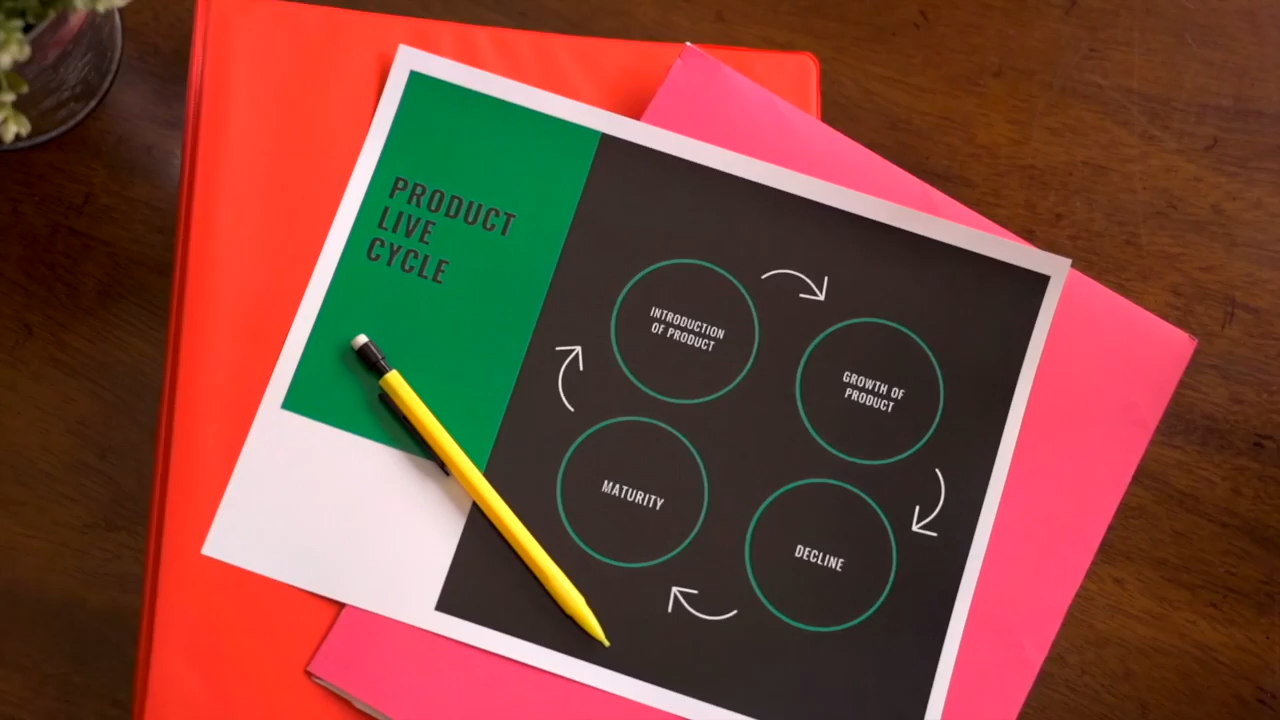 PRODUCT
LIVE
CYCLE
INTRODUCTION
OF PRODUCT
GROWTH OF
PRODUCT
MATURITY
DECLINE